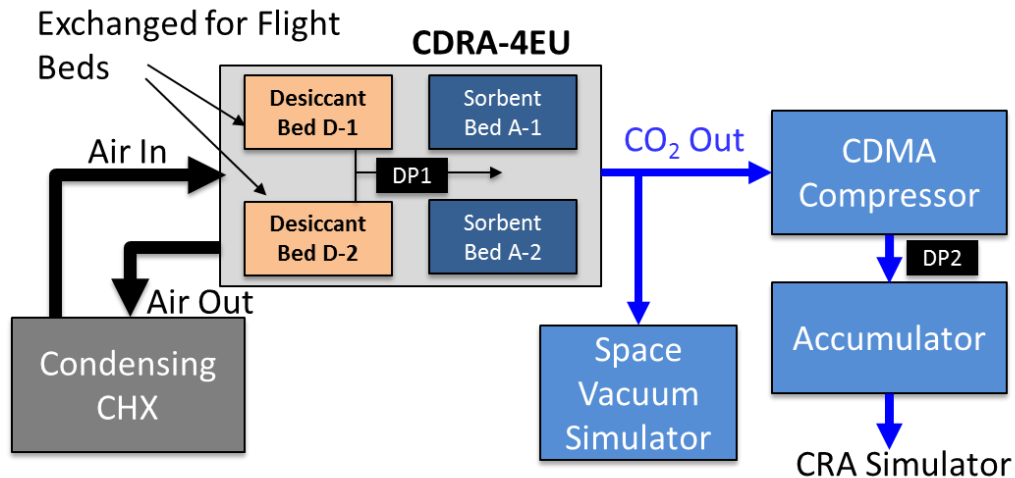 Exchanged for Flight
Beds
CDRA-4EU
Desiccant
Bed D-1
Sorbent
Bed A-1
Air In
DP1
CO₂ Out
CDMA
Compressor
Desiccant
Bed D-2
Sorbent
Bed A-2
DP2
Air Out
Condensing
CHX
Space
Vacuum
Simulator
Accumulator
CRA Simulator